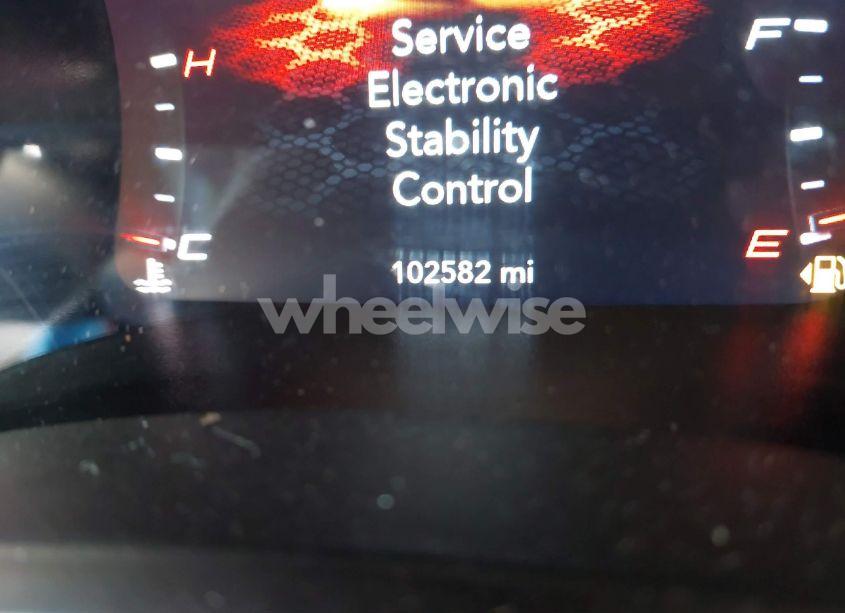 Service
Electronic
Stability
Control
H
F
C
E
102582 mi
wheelwise